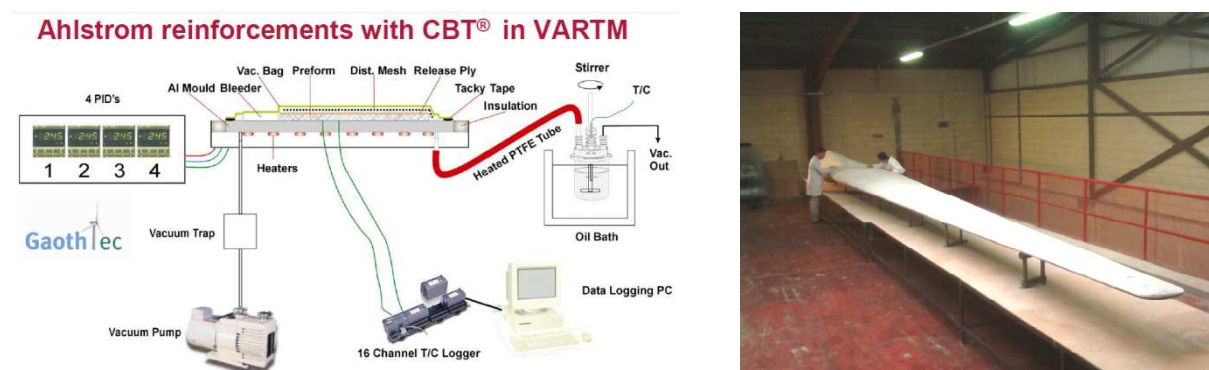 Ahlstrom reinforcements with CBT® in VARTM
Vac. Bag
Preform
Dist. Mesh
Release Ply
Stirrer
Al Mould
Bleeder
Tacky Tape
T/C
4 PID's
Insulation
-245 -245 -245 -245
1 2 3 4
Heaters
Heated PTFE Tube
Vac.
Out
GaothTec
Vacuum Trap
Oil Bath
Data Logging PC
Vacuum Pump
16 Channel T/C Logger